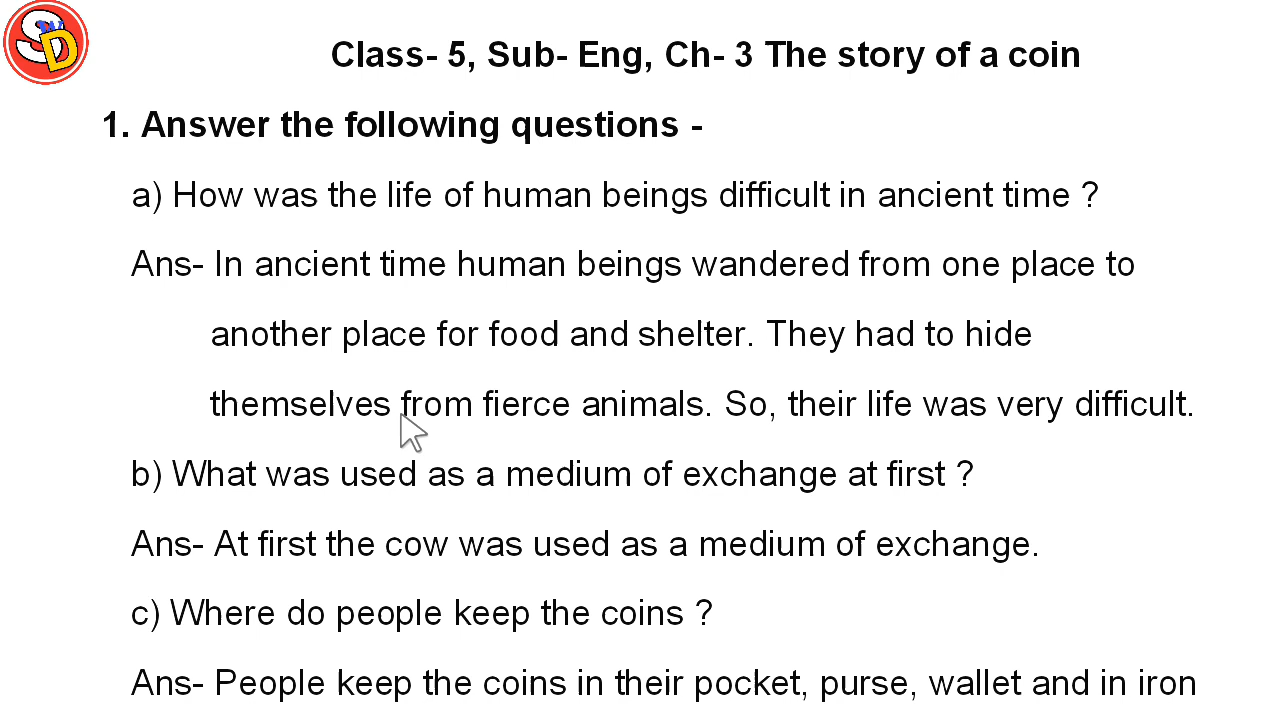 SD
Class- 5, Sub- Eng, Ch- 3 The story of a coin
1. Answer the following questions -
a) How was the life of human beings difficult in ancient time ?
Ans- In ancient time human beings wandered from one place to
another place for food and shelter. They had to hide
themselves from fierce animals. So, their life was very difficult.
b) What was used as a medium of exchange at first ?
Ans- At first the cow was used as a medium of exchange.
c) Where do people keep the coins ?
Ans- People keep the coins in their pocket, purse, wallet and in iron